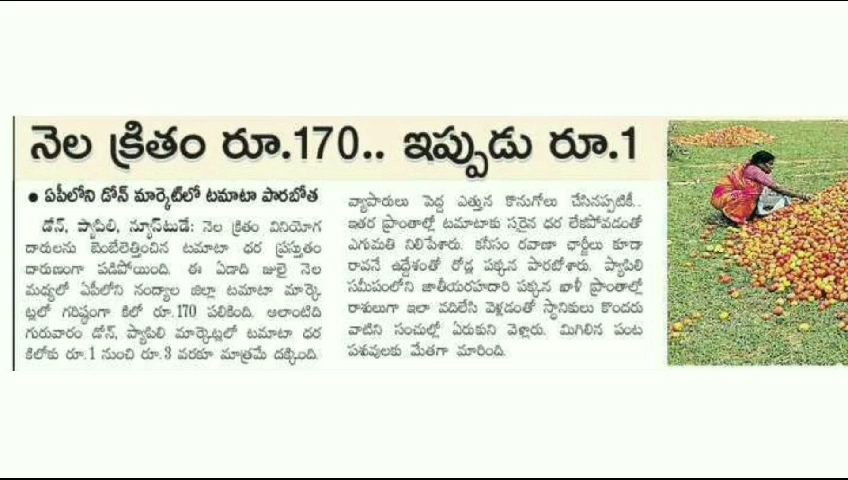 నెల క్రితం రూ.170.. ఇప్పుడు రూ.1
● ఏపీలోని డోన్ మార్కెట్‌లో టమాటా పారబోత
డోన్, ప్యాపిలి, న్యూస్‌టుడే: నెల క్రితం వినియోగ
దారులను బెంబేలెత్తించిన టమాటా ధర ప్రస్తుతం
దారుణంగా పడిపోయింది. ఈ ఏడాది జులై నెల
మధ్యలో ఏపీలోని నంద్యాల జిల్లా టమాటా మార్కె
ట్లలో గరిష్ఠంగా కిలో రూ.170 పలికింది. అలాంటిది
గురువారం డోన్, ప్యాపిలి మార్కెట్లలో టమాటా ధర
కిలోకు రూ.1 నుంచి రూ.3 వరకూ మాత్రమే దక్కింది.
వ్యాపారులు పెద్ద ఎత్తున కొనుగోలు చేసినప్పటికీ..
ఇతర ప్రాంతాల్లో టమాటాకు సరైన ధర లేకపోవడంతో
ఎగుమతి నిలిపేశారు. కనీసం రవాణా ఛార్జీలు కూడా
రావనే ఉద్దేశంతో రోడ్ల పక్కన పారబోశారు. ప్యాపిలి
సమీపంలోని జాతీయరహదారి పక్కన ఖాళీ ప్రాంతాల్లో
రాశులుగా ఇలా వదిలేసి వెళ్లడంతో స్థానికులు కొందరు
వాటిని సంచుల్లో ఏరుకుని వెళ్లారు. మిగిలిన పంట
పశువులకు మేతగా మారింది.